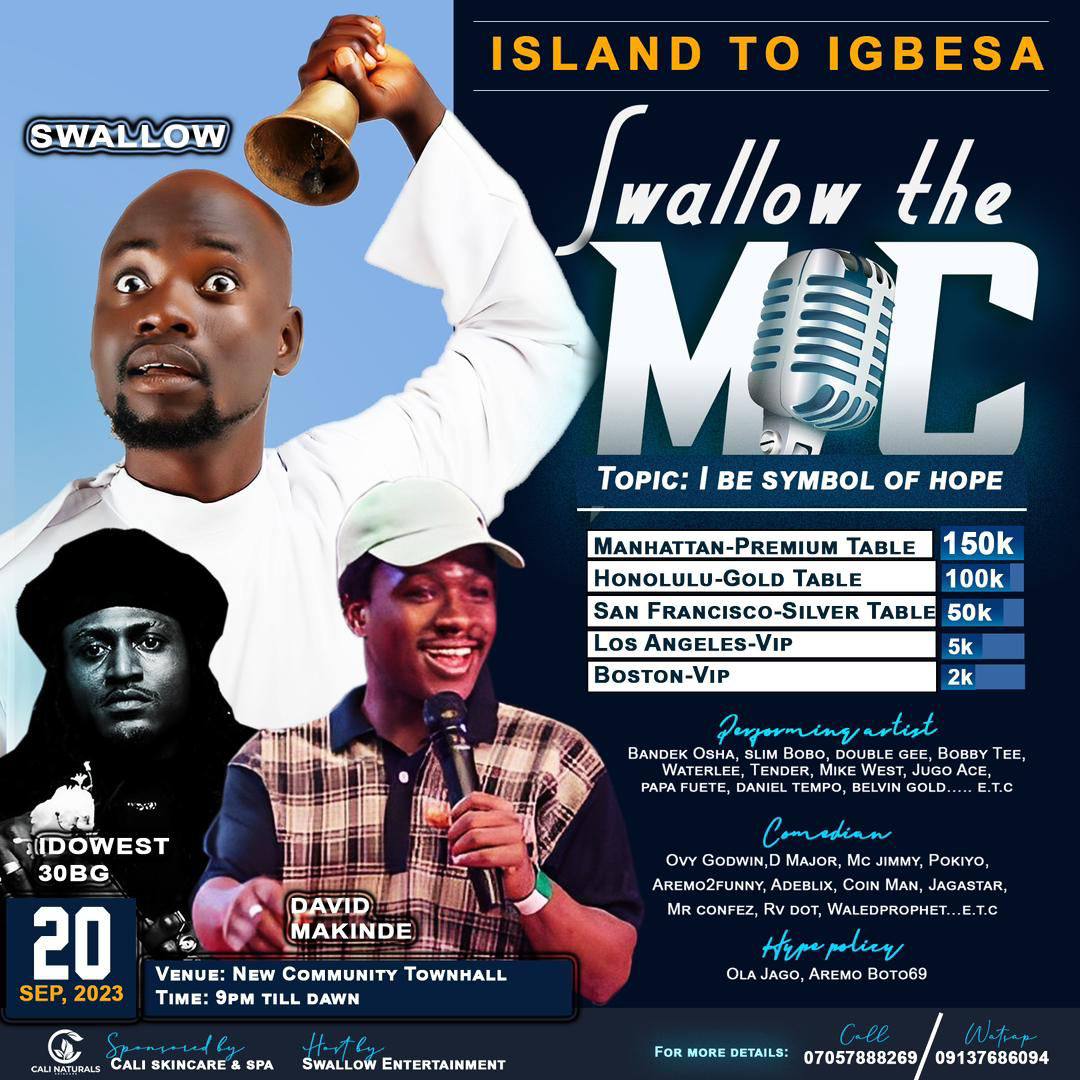 ISLAND TO IGBESA
SWALLOW
Swallow the
MC
TOPIC: I BE SYMBOL OF HOPE
MANHATTAN-PREMIUM TABLE 150k
HONOLULU-GOLD TABLE 100k
SAN FRANCISCO-SILVER TABLE 50k
LOS ANGELES-VIP 5k
BOSTON-VIP 2k
Performing artist
BANDEK OSHA, SLIM BOBO, DOUBLE GEE, BOBBY TEE,
WATERLEE, TENDER, MIKE WEST, JUGO ACE,
PAPA FUETE, DANIEL TEMPO, BELVIN GOLD..... E.T.C
Comedian
OVY GODWIN,D MAJOR, MC JIMMY, POKIYO,
AREMO2FUNNY, ADEBLIX, COIN MAN, JAGASTAR,
MR CONFEZ, RV DOT, WALEDPROPHET...E.T.C
Hype policy
OLA JAGO, AREMO BOTO69
IDOWEST
30BG
DAVID
MAKINDE
20
SEP, 2023
VENUE: NEW COMMUNITY TOWNHALL
TIME: 9PM TILL DAWN
CALI NATURALS
Sponsored by
CALI SKINCARE & SPA
Host by
SWALLOW ENTERTAINMENT
FOR MORE DETAILS:
Call
07057888269
Watsap
09137686094